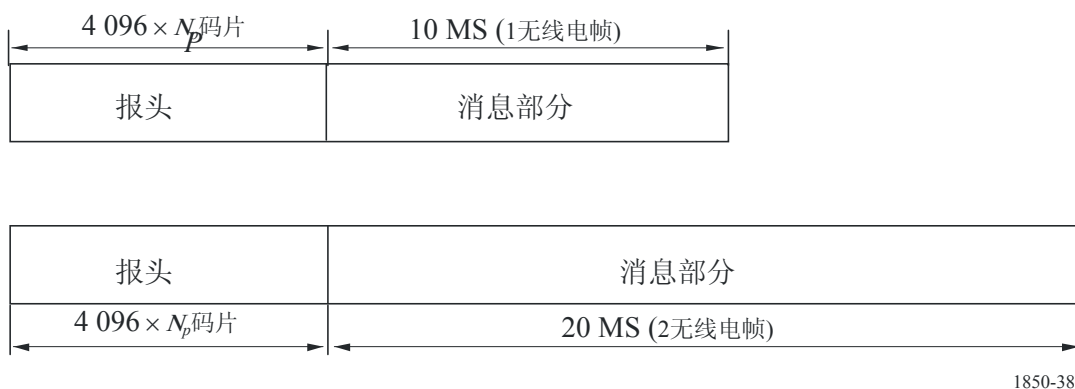 4 096 × NP码片
10 MS (1无线电帧)
报头
消息部分
报头
消息部分
4 096 × Np码片
20 MS (2无线电帧)
1850-38